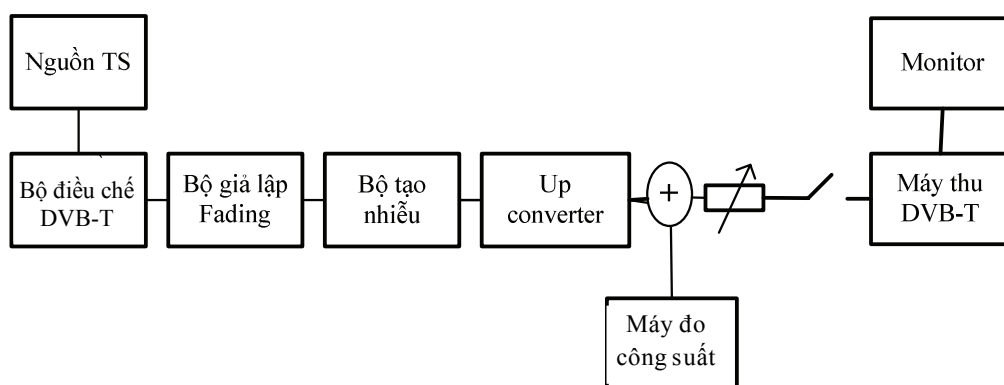 Nguồn TS
Monitor
Bộ điều chế
DVB-T
Bộ giả lập
Fading
Bộ tạo
nhiễu
Up
converter
+
Máy thu
DVB-T
Máy đo
công suất